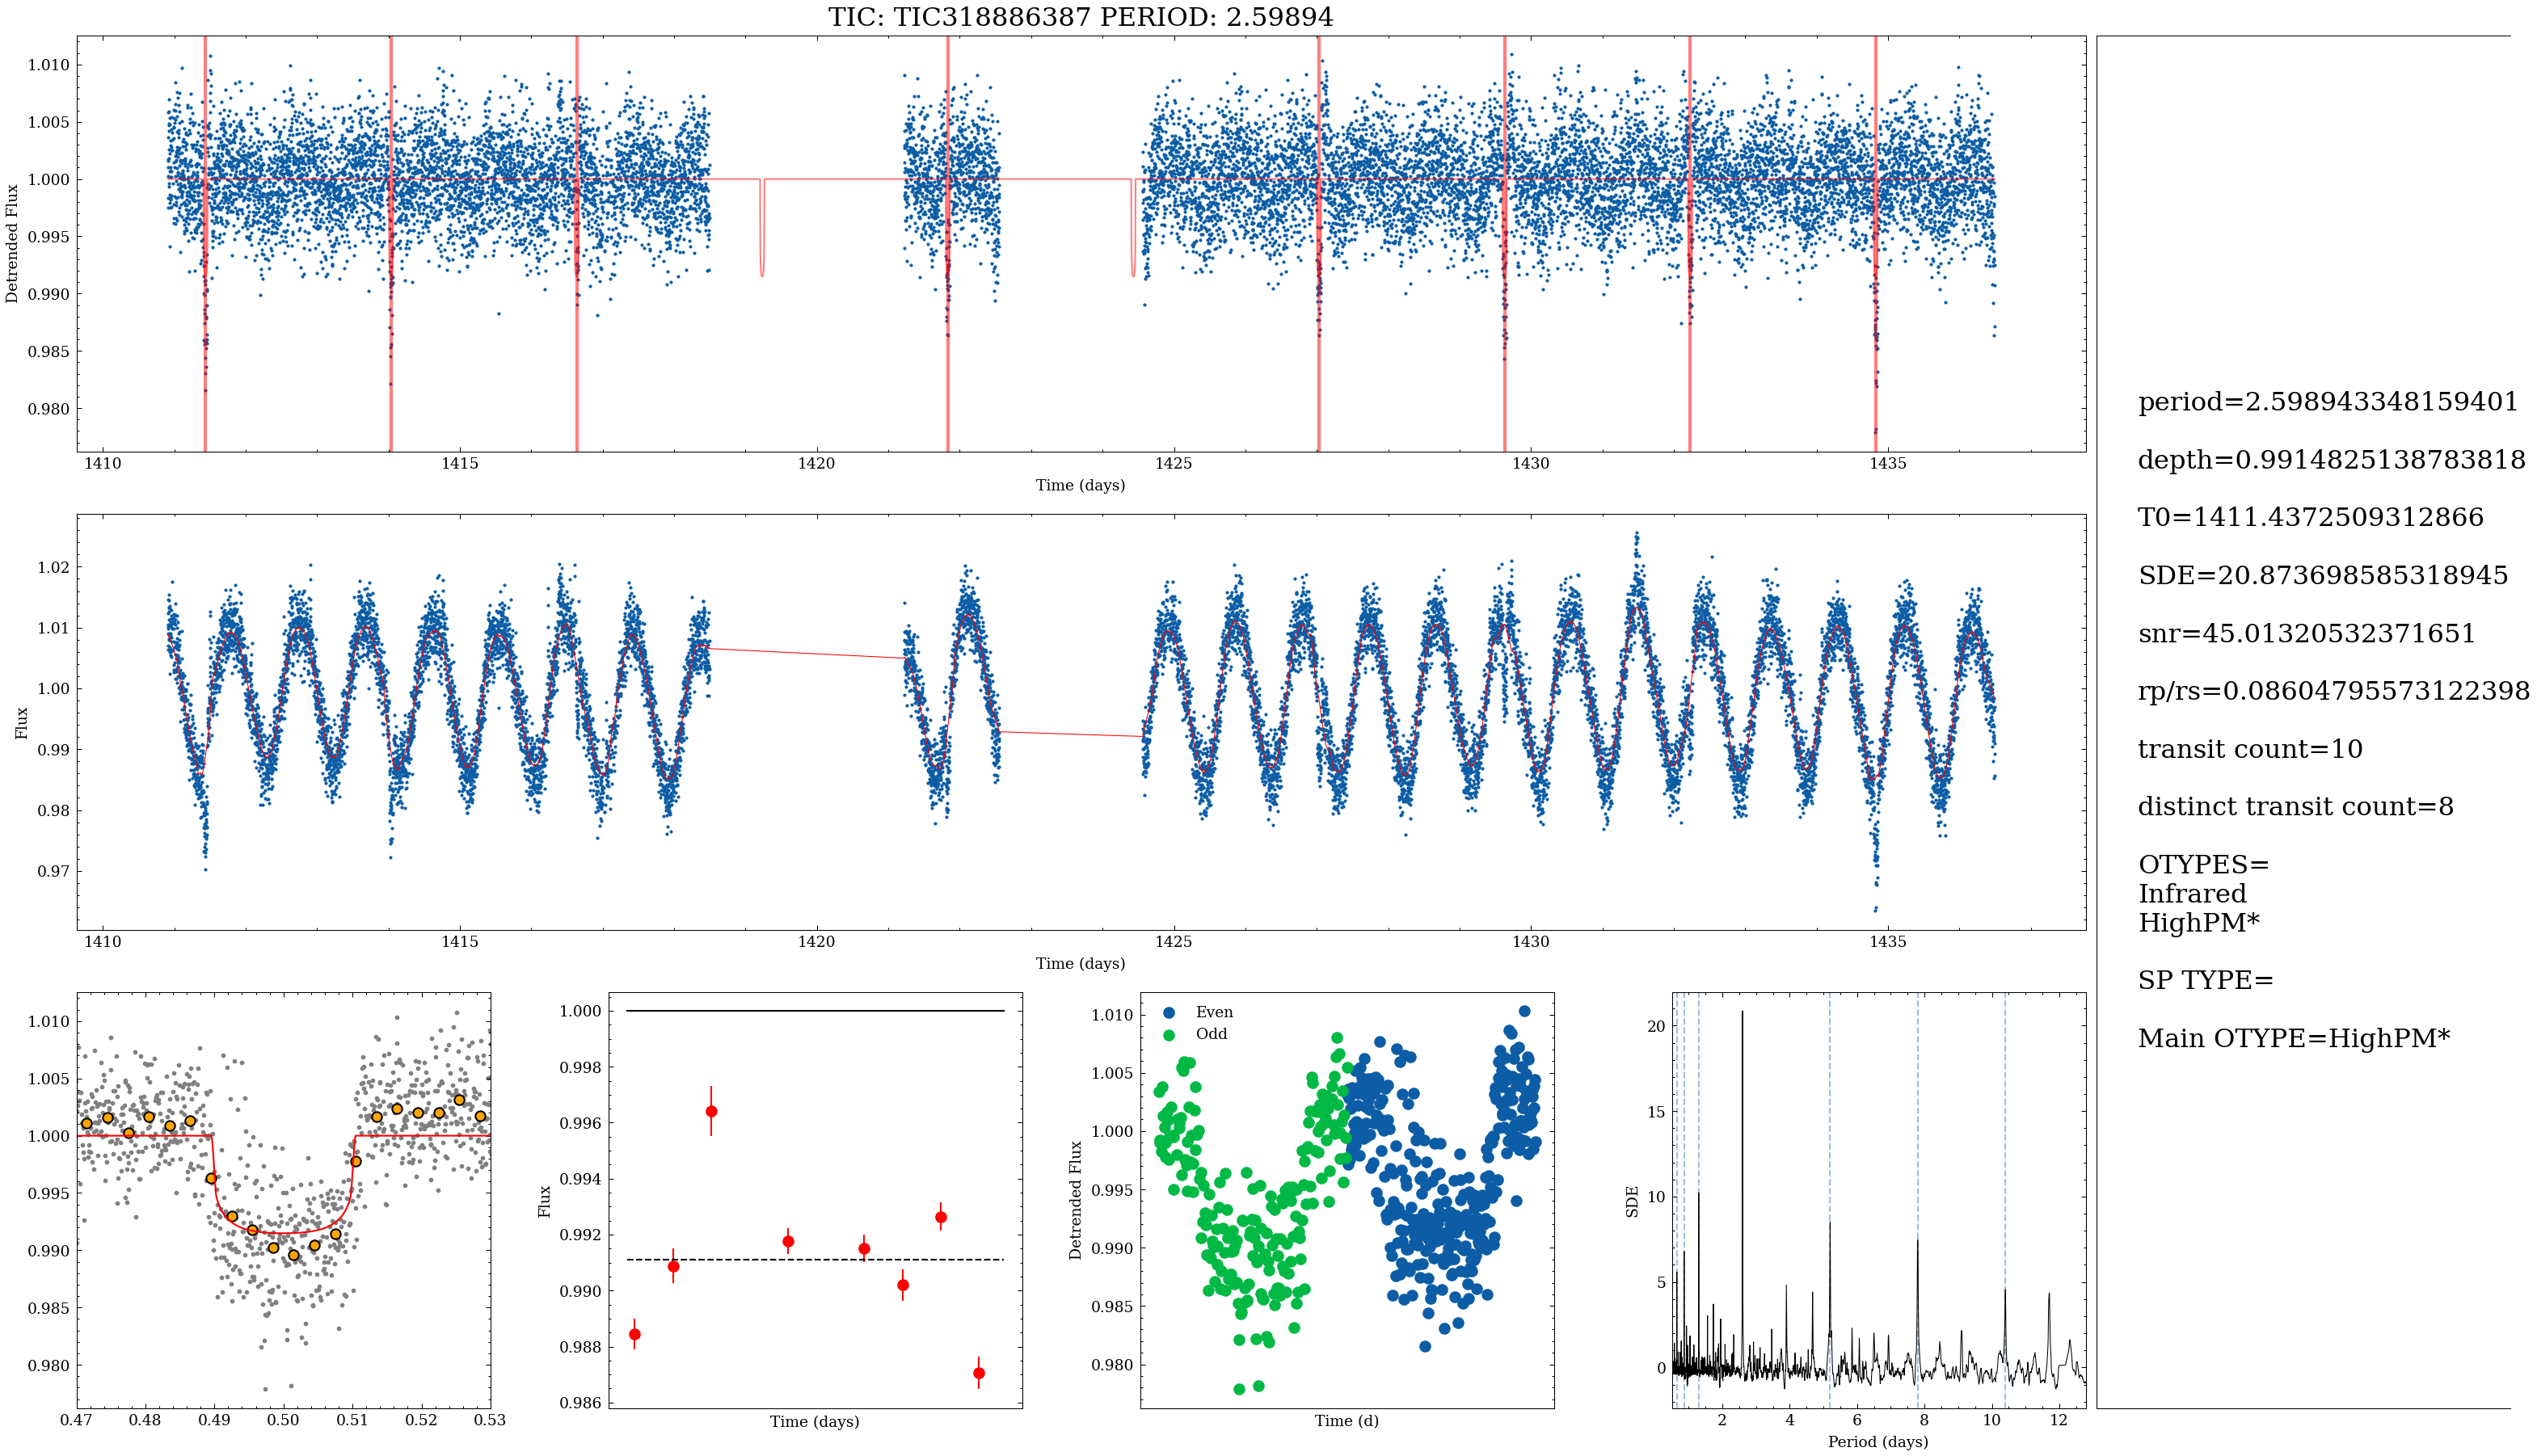 TIC: TIC318886387 PERIOD: 2.59894
1.010
1.005
1.000
0.995
0.990
0.985
0.980
Detrended Flux
1410
1415
1420
1425
1430
1435
Time (days)
1.02
1.01
1.00
0.99
0.98
0.97
Flux
1410
1415
1420
1425
1430
1435
Time (days)
1.010
1.005
1.000
0.995
0.990
0.985
0.980
0.47
0.48
0.49
0.50
0.51
0.52
0.53
1.000
0.998
0.996
0.994
0.992
0.990
0.988
0.986
Flux
Time (days)
Even
Odd
1.010
1.005
1.000
0.995
0.990
0.985
0.980
Detrended Flux
Time (d)
20
15
10
5
0
SDE
2
4
6
8
10
12
Period (days)
period=2.598943348159401
depth=0.9914825138783818
T0=1411.4372509312866
SDE=20.873698585318945
snr=45.01320532371651
rp/rs=0.08604795573122398
transit count=10
distinct transit count=8
OTYPES=
Infrared
HighPM*
SP TYPE=
Main OTYPE=HighPM*